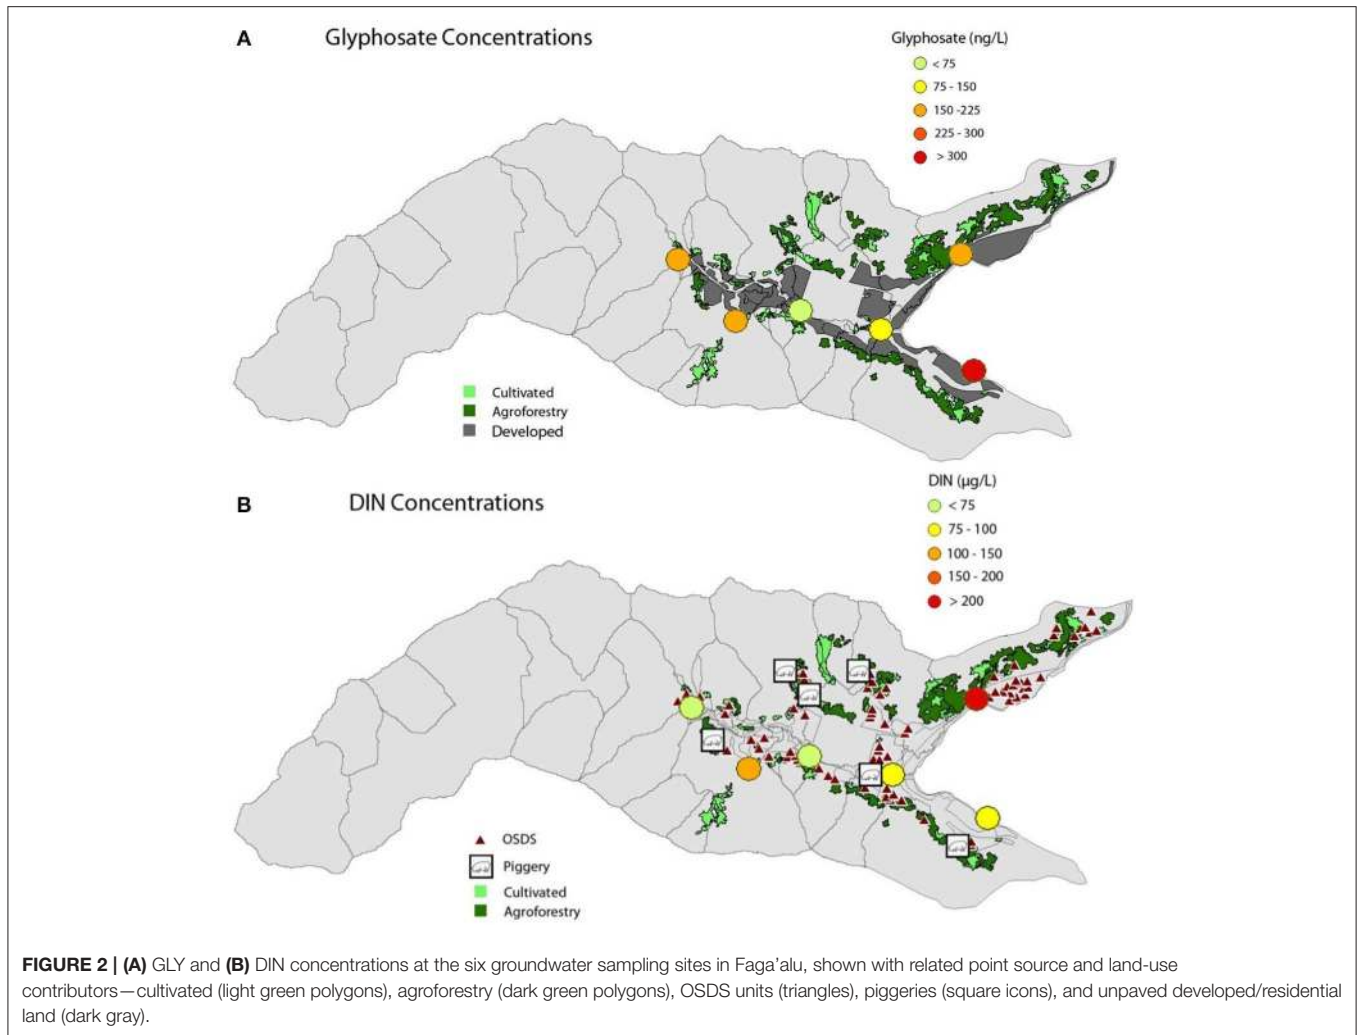 A
Glyphosate Concentrations
Glyphosate (ng/L)
< 75
75 - 150
150 -225
225 - 300
> 300
Cultivated
Agroforestry
Developed
B
DIN Concentrations
DIN (µg/L)
< 75
75 - 100
100 - 150
150 - 200
> 200
OSDS
Piggery
Cultivated
Agroforestry
FIGURE 2 | (A) GLY and (B) DIN concentrations at the six groundwater sampling sites in Faga'alu, shown with related point source and land-use
contributors—cultivated (light green polygons), agroforestry (dark green polygons), OSDS units (triangles), piggeries (square icons), and unpaved developed/residential
land (dark gray).